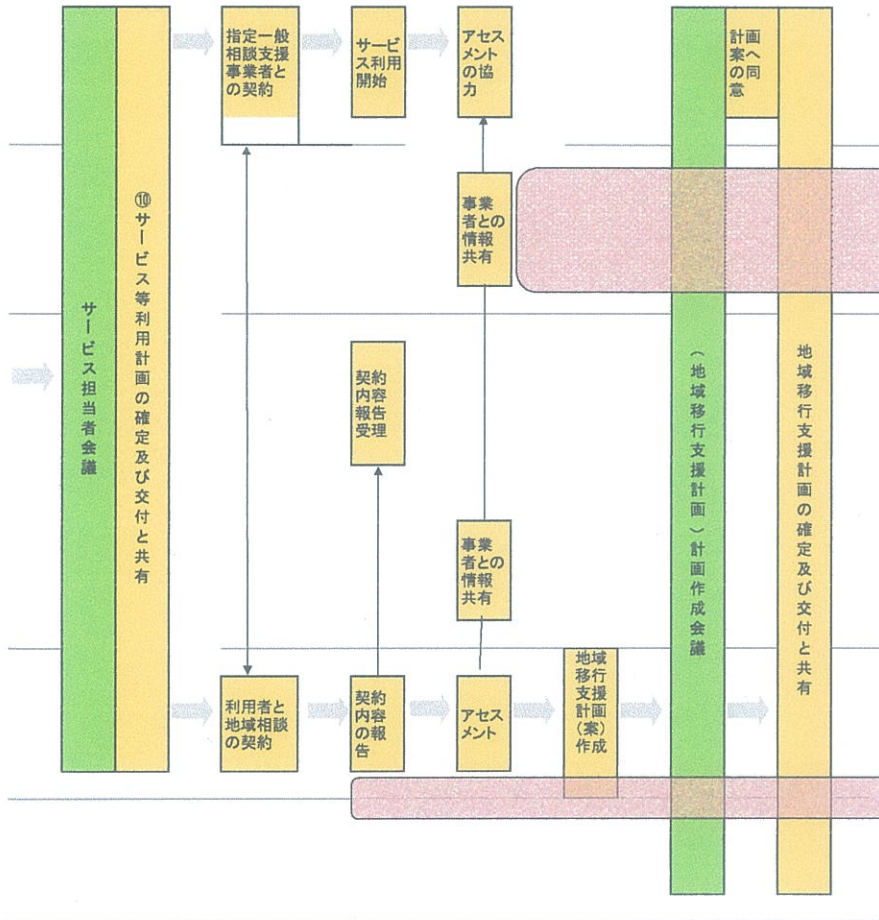 サービス担当者会議
⑩サービス等利用計画の確定及び交付と共有
指定一般
相談支援
事業者と
の契約
サービ
ス利用
開始
アセス
メント
の協
力
計画
案へ
の同
意
事業
者との
情報
共有
契約
内容
報告
受理
事業
者との
情報
共有
利用者と
地域相談
の契約
契約
内容
の報
告
アセス
メント
地域
移行
支援
計画
(案)
作成
(地域移行支援計画)計画作成会議
地域移行支援計画の確定及び交付と共有